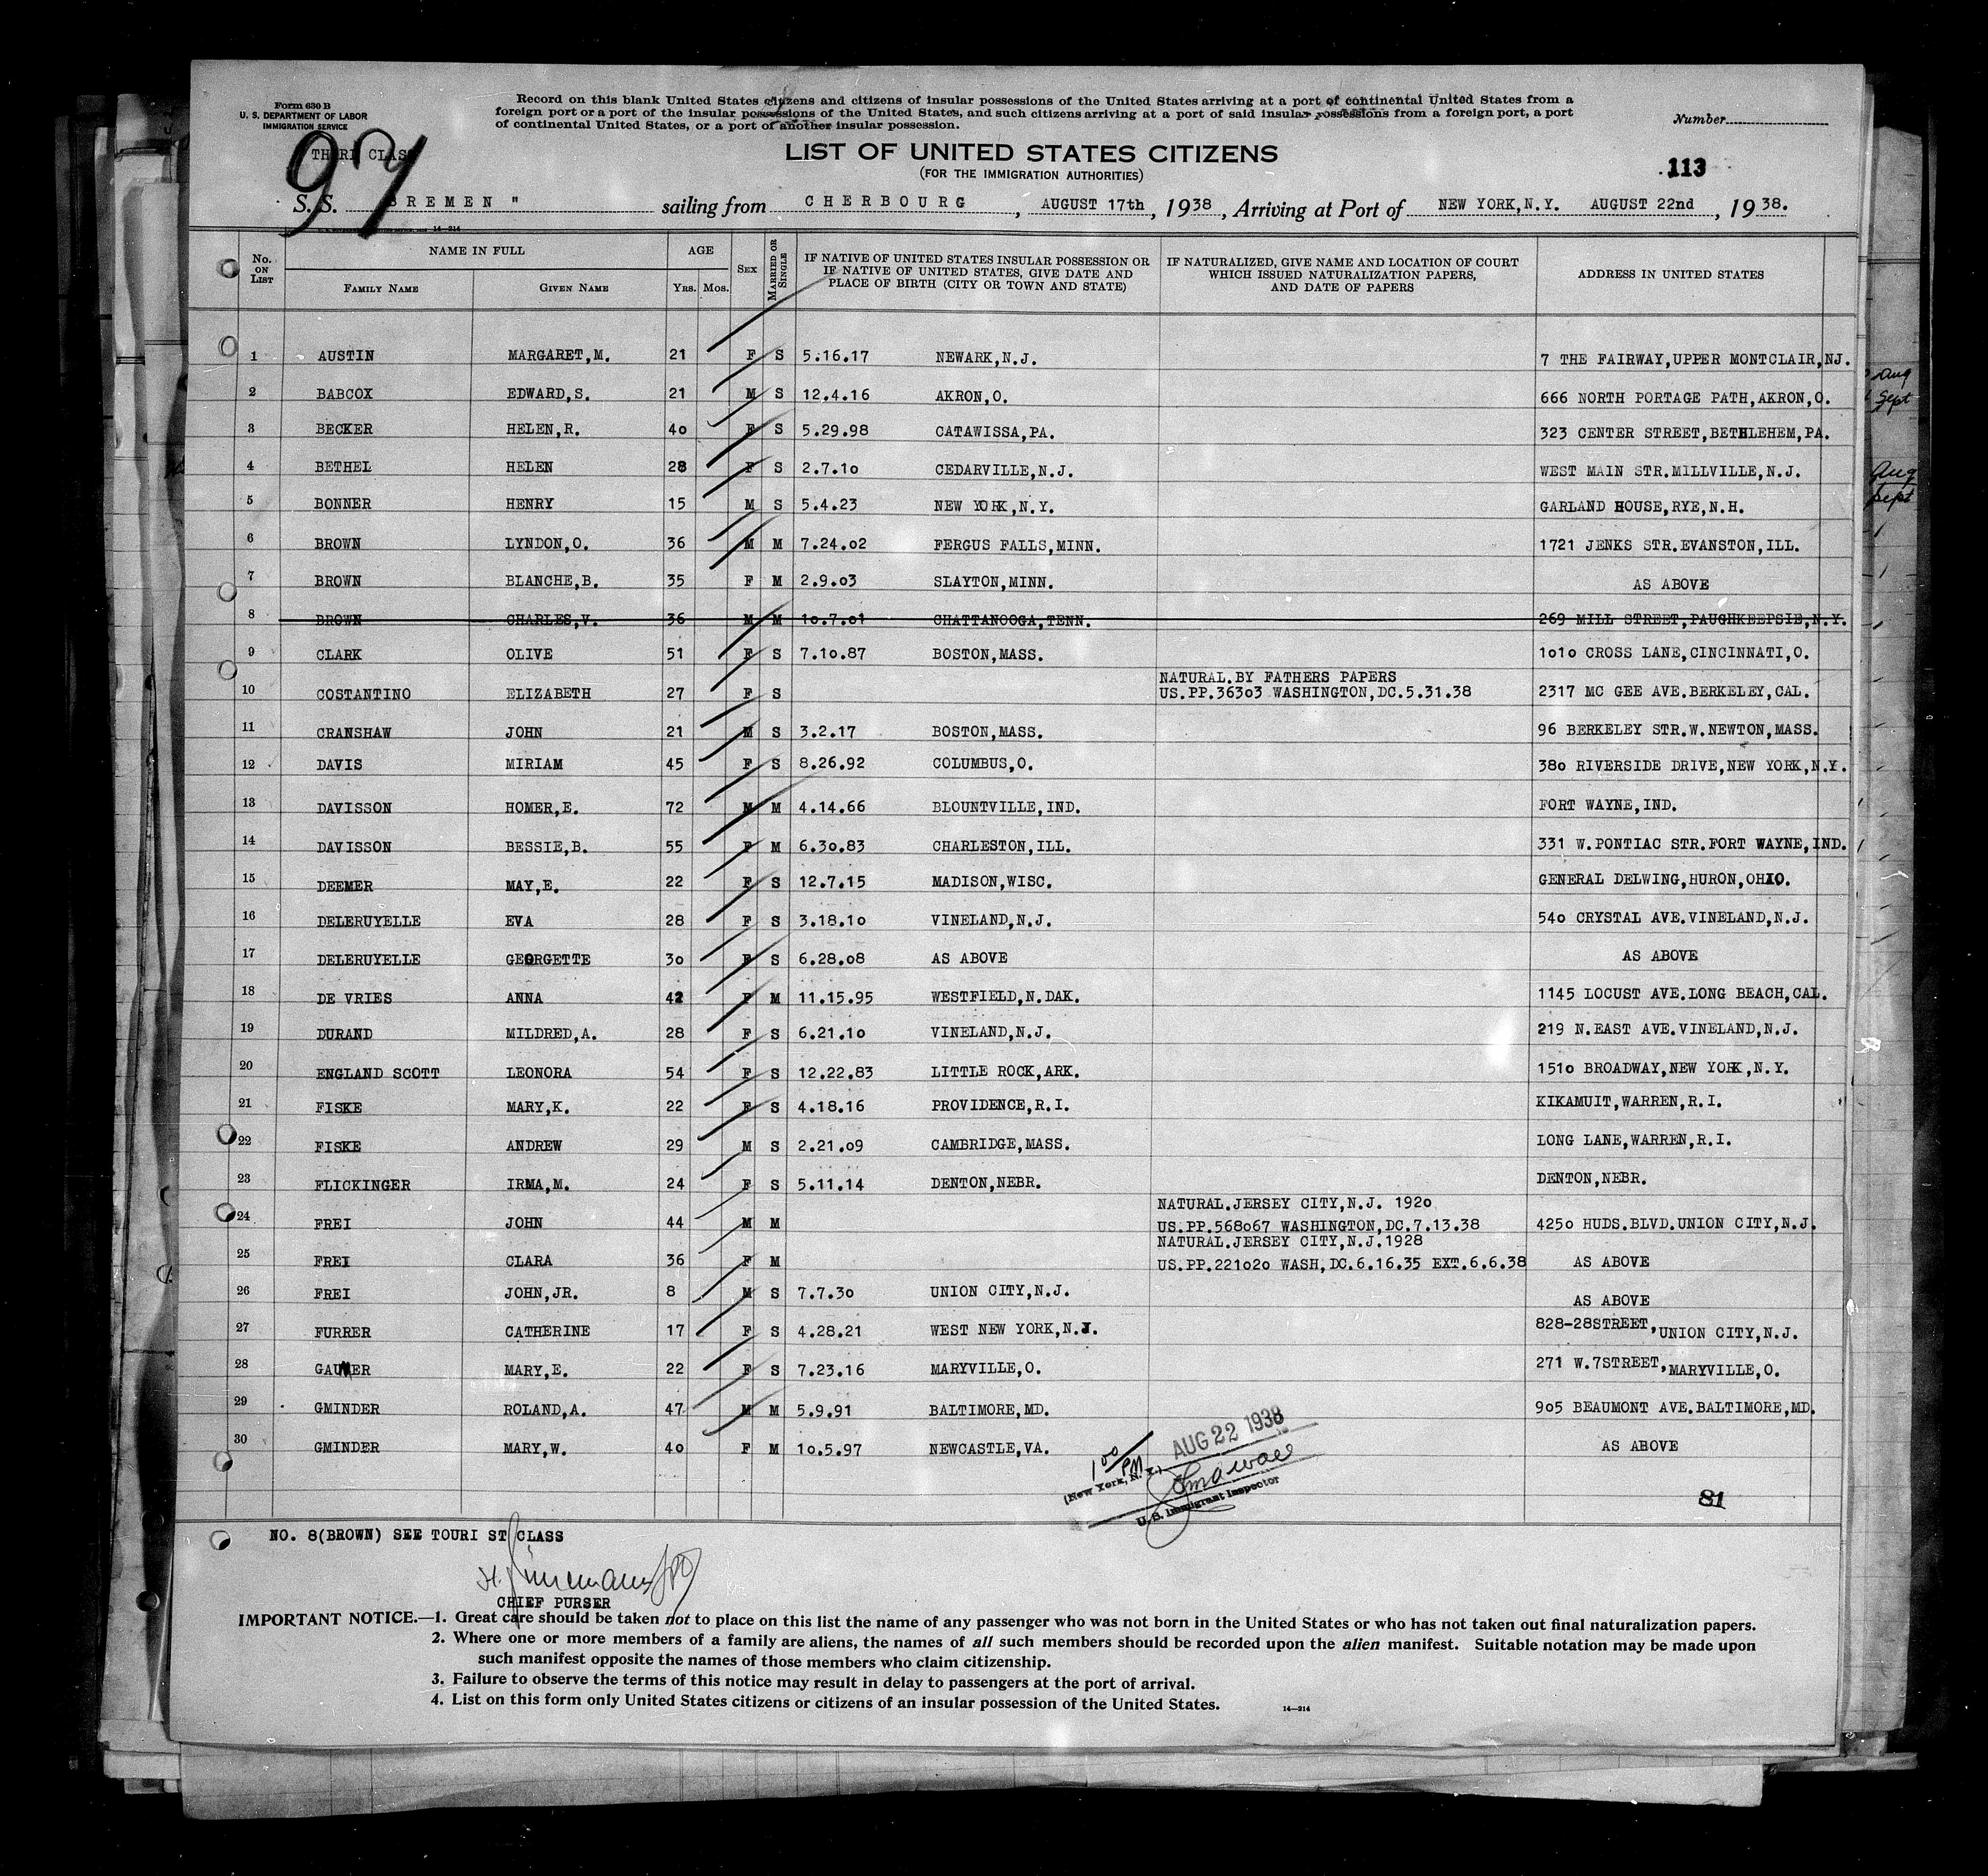 Form 630 B
U. S. DEPARTMENT OF LABOR
IMMIGRATION SERVICE
Record on this blank United States citizens and citizens of insular possessions of the United States arriving at a port of continental United States from a
foreign port or a port of the insular possessions of the United States, and such citizens arriving at a port of said insular possessions from a foreign port, a port
of continental United States, or a port of another insular possession.
Number
THIRD CLASS
97
LIST OF UNITED STATES CITIZENS
(FOR THE IMMIGRATION AUTHORITIES)
113
S. S. BREMEN " sailing from CHERBOURG, AUGUST 17th, 1938, Arriving at Port of NEW YORK,N.Y. AUGUST 22nd, 1938.
14-214
No. ON LIST NAME IN FULL FAMILY NAME GIVEN NAME AGE YRS. MOS. SEX MARRIED OR SINGLE IF NATIVE OF UNITED STATES INSULAR POSSESSION OR IF NATIVE OF UNITED STATES, GIVE DATE AND PLACE OF BIRTH (CITY OR TOWN AND STATE) IF NATURALIZED, GIVE NAME AND LOCATION OF COURT WHICH ISSUED NATURALIZATION PAPERS, AND DATE OF PAPERS ADDRESS IN UNITED STATES
1 AUSTIN MARGARET,M. 21 F S 5.16.17 NEWARK,N.J. 7 THE FAIRWAY,UPPER MONTCLAIR,NJ.
2 BABCOX EDWARD,S. 21 M S 12.4.16 AKRON,O. 666 NORTH PORTAGE PATH,AKRON,O.
3 BECKER HELEN,R. 40 F S 5.29.98 CATAWISSA,PA. 323 CENTER STREET,BETHLEHEM,PA.
4 BETHEL HELEN 28 F S 2.7.10 CEDARVILLE,N.J. WEST MAIN STR.MILLVILLE,N.J.
5 BONNER HENRY 15 M S 5.4.23 NEW YORK,N.Y. GARLAND HOUSE,RYE,N.H.
6 BROWN LYNDON,O. 36 M M 7.24.02 FERGUS FALLS,MINN. 1721 JENKS STR.EVANSTON,ILL.
7 BROWN BLANCHE,B. 35 F M 2.9.03 SLAYTON,MINN. AS ABOVE
8 BROWN CHARLES,V. 36 M M 10.7.01 CHATTANOOGA,TENN. 269 MILL STREET,PAUGHKEEPSIE,N.Y.
9 CLARK OLIVE 51 F S 7.10.87 BOSTON,MASS. 1010 CROSS LANE,CINCINNATI,O.
10 COSTANTINO ELIZABETH 27 F S NATURAL.BY FATHERS PAPERS
US.PP.36303 WASHINGTON,DC.5.31.38 2317 MC GEE AVE.BERKELEY,CAL.
11 CRANSHAW JOHN 21 M S 3.2.17 BOSTON,MASS. 96 BERKELEY STR.W.NEWTON,MASS.
12 DAVIS MIRIAM 45 F S 8.26.92 COLUMBUS,O. 380 RIVERSIDE DRIVE,NEW YORK,N.Y.
13 DAVISSON HOMER,E. 72 M M 4.14.66 BLOUNTVILLE,IND. FORT WAYNE,IND.
14 DAVISSON BESSIE,B. 55 F M 6.30.83 CHARLESTON,ILL. 331 W.PONTIAC STR.FORT WAYNE,IND.
15 DEEMER MAY,E. 22 F S 12.7.15 MADISON,WISC. GENERAL DELWING,HURON,OHIO.
16 DELERUYELLE EVA 28 F S 3.18.10 VINELAND,N.J. 540 CRYSTAL AVE.VINELAND,N.J.
17 DELERUYELLE GEORGETTE 30 F S 6.28.08 AS ABOVE AS ABOVE
18 DE VRIES ANNA 42 F M 11.15.95 WESTFIELD,N.DAK. 1145 LOCUST AVE.LONG BEACH,CAL.
19 DURAND MILDRED,A. 28 F S 6.21.10 VINELAND,N.J. 219 N.EAST AVE.VINELAND,N.J.
20 ENGLAND SCOTT LEONORA 54 F S 12.22.83 LITTLE ROCK,ARK. 1510 BROADWAY,NEW YORK,N.Y.
21 FISKE MARY,K. 22 F S 4.18.16 PROVIDENCE,R.I. KIKAMUIT,WARREN,R.I.
22 FISKE ANDREW 29 M S 2.21.09 CAMBRIDGE,MASS. LONG LANE,WARREN,R.I.
23 FLICKINGER IRMA,M. 24 F S 5.11.14 DENTON,NEBR. DENTON,NEBR.
24 FREI JOHN 44 M M NATURAL.JERSEY CITY,N.J. 1920
US.PP.568067 WASHINGTON,DC.7.13.38 4250 HUDS.BLVD.UNION CITY,N.J.
25 FREI CLARA 36 F M NATURAL.JERSEY CITY,N.J.1928
US.PP.221020 WASH,DC.6.16.35 EXT.6.6.38 AS ABOVE
26 FREI JOHN,JR. 8 M S 7.7.30 UNION CITY,N.J. AS ABOVE
27 FURRER CATHERINE 17 F S 4.28.21 WEST NEW YORK,N.J. 828-28STREET,UNION CITY,N.J.
28 GAUMER MARY,E. 22 F S 7.23.16 MARYVILLE,O. 271 W.7STREET,MARYVILLE,O.
29 GMINDER ROLAND,A. 47 M M 5.9.91 BALTIMORE,MD. 905 BEAUMONT AVE.BALTIMORE,MD.
30 GMINDER MARY,W. 40 F M 10.5.97 NEWCASTLE,VA. AS ABOVE
1 00 PM AUG 22 1938
(New York, N. Y.)
U. S. Immigrant Inspector
81
NO. 8(BROWN) SEE TOURI ST CLASS
CHIEF PURSER
IMPORTANT NOTICE.—1. Great care should be taken not to place on this list the name of any passenger who was not born in the United States or who has not taken out final naturalization papers.
2. Where one or more members of a family are aliens, the names of all such members should be recorded upon the alien manifest. Suitable notation may be made upon
such manifest opposite the names of those members who claim citizenship.
3. Failure to observe the terms of this notice may result in delay to passengers at the port of arrival.
4. List on this form only United States citizens or citizens of an insular possession of the United States.
14—214
Aug
Sept
Aug
Sept